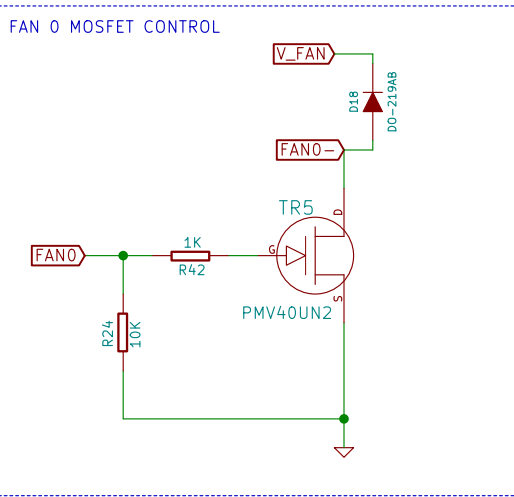 FAN 0 MOSFET CONTROL
V_FAN
D18
DO-219AB
FAN0-
TR5
D
1K
G
FAN0
R42
S
PMV40UN2
R24
10K